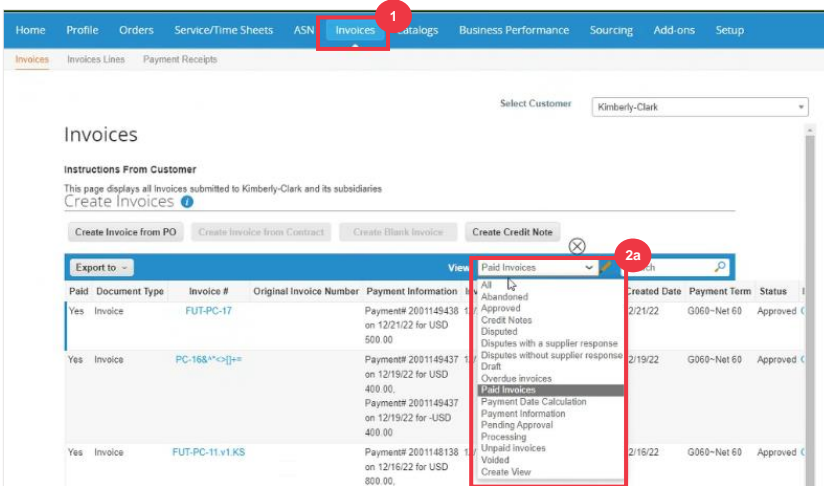 1
Home Profile Orders Service/Time Sheets ASN Invoices Catalogs Business Performance Sourcing Add-ons Setup
Invoices Invoices Lines Payment Receipts
Select Customer Kimberly-Clark
Invoices
Instructions From Customer
This page displays all Invoices submitted to Kimberly-Clark and its subsidiaries
Create Invoices i
Create Invoice from PO Create Invoice from Contract Create Blank Invoice Create Credit Note
2a
Export to View Paid Invoices
Paid Document Type Invoice # Original Invoice Number Payment Information Created Date Payment Term Status
Yes Invoice FUT-PC-17 Payment# 2001149438 2/21/22 G060~Net 60 Approved
on 12/21/22 for USD
500.00
Yes Invoice PC-16&^*<>[]+= Payment# 2001149437 2/19/22 G060~Net 60 Approved
on 12/19/22 for USD
400.00,
Payment# 2001149437
on 12/19/22 for -USD
400.00
Yes Invoice FUT-PC-11.v1.KS Payment# 2001148138 2/16/22 G060~Net 60 Approved
on 12/16/22 for USD
800.00,
All
Abandoned
Approved
Credit Notes
Disputed
Disputes with a supplier response
Disputes without supplier response
Draft
Overdue invoices
Paid Invoices
Payment Date Calculation
Payment Information
Pending Approval
Processing
Unpaid invoices
Voided
Create View